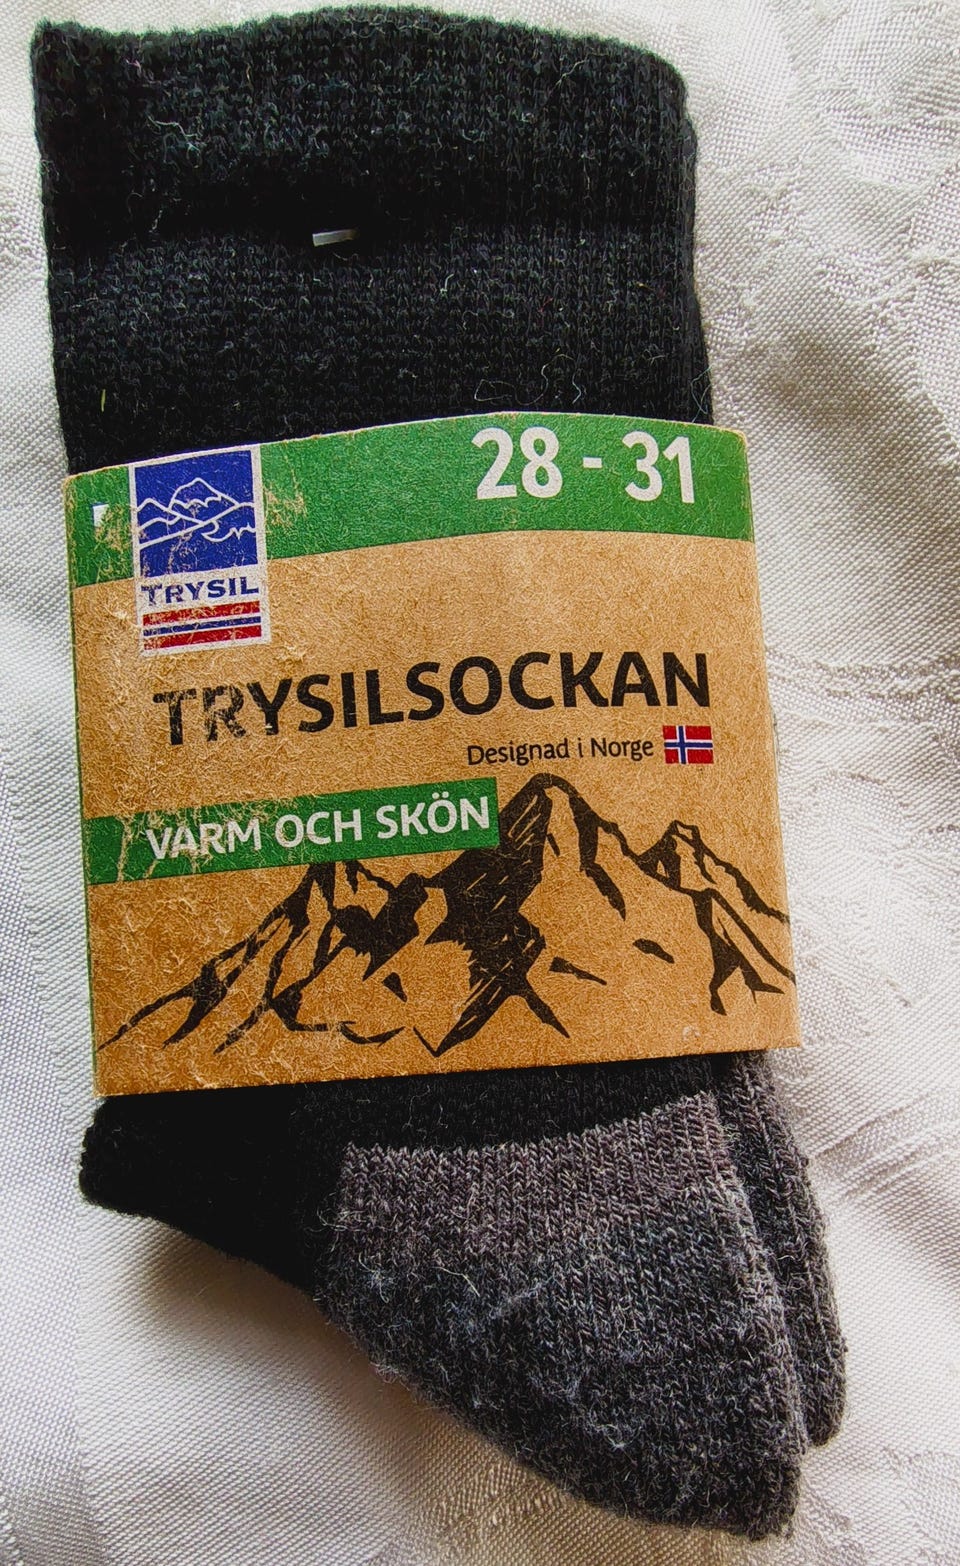 28 - 31
TRYSIL
TRYSILSOCKAN
Designad i Norge
VARM OCH SKÖN